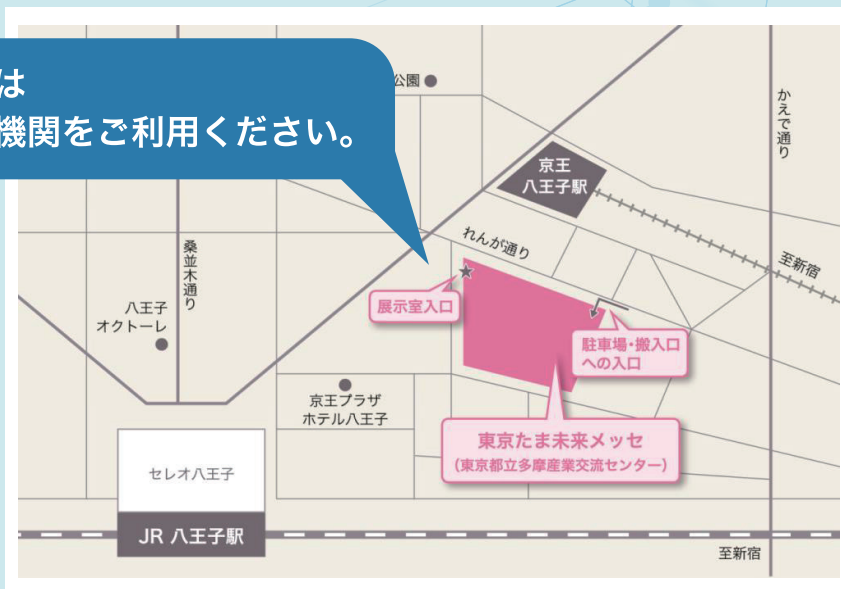 は
機関をご利用ください。
公園
かえで通り
京王
八王子駅
れんが通り
至新宿
桑並木通り
八王子
オクトーレ
展示室入口
駐車場・搬入口
への入口
京王プラザ
ホテル八王子
東京たま未来メッセ
(東京都立多摩産業交流センター)
セレオ八王子
JR 八王子駅
至新宿